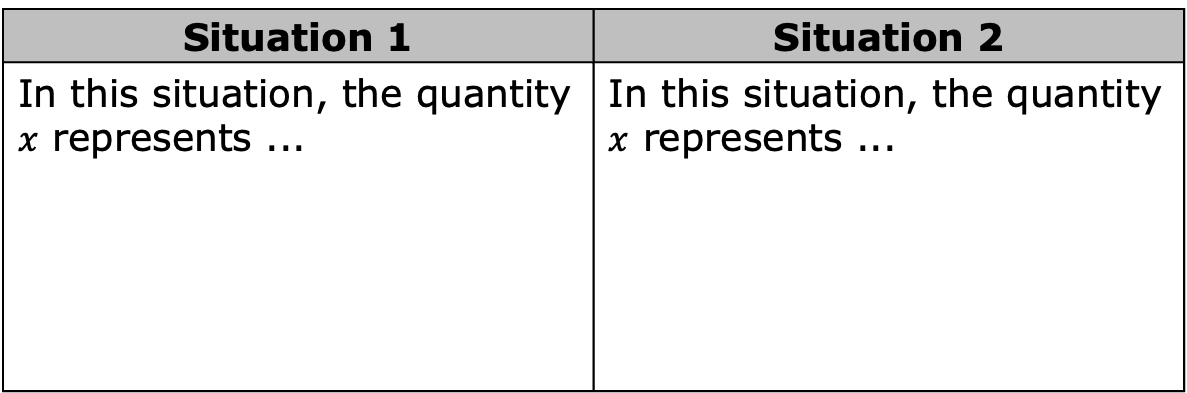 Situation 1
Situation 2
In this situation, the quantity
x represents ...
In this situation, the quantity
x represents ...